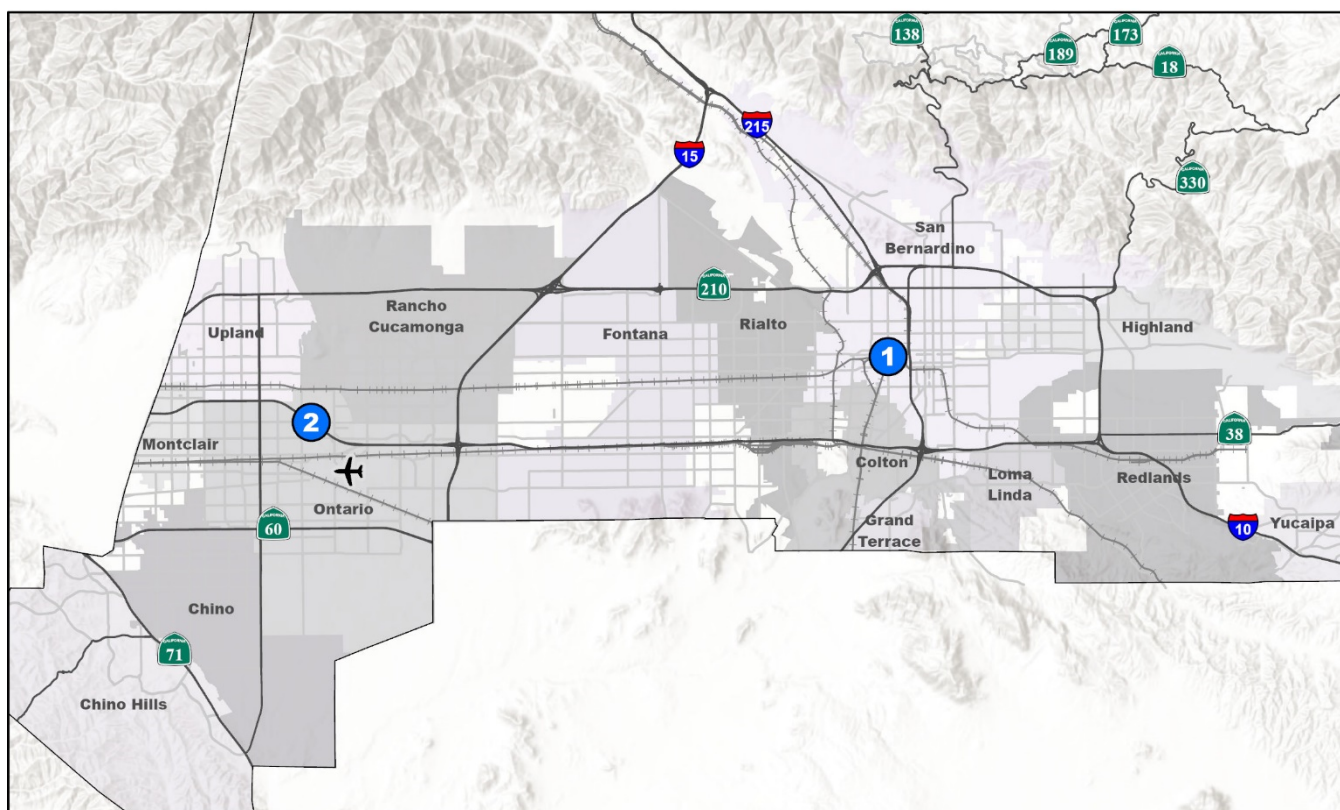 138
173
189
18
215
15
330
San
Bernardino
210
Rancho
Cucamonga
Upland
Fontana
Rialto
Highland
1
2
Montclair
38
Colton
Loma
Linda
Redlands
Ontario
60
Grand
Terrace
10
Yucaipa
Chino
71
Chino Hills